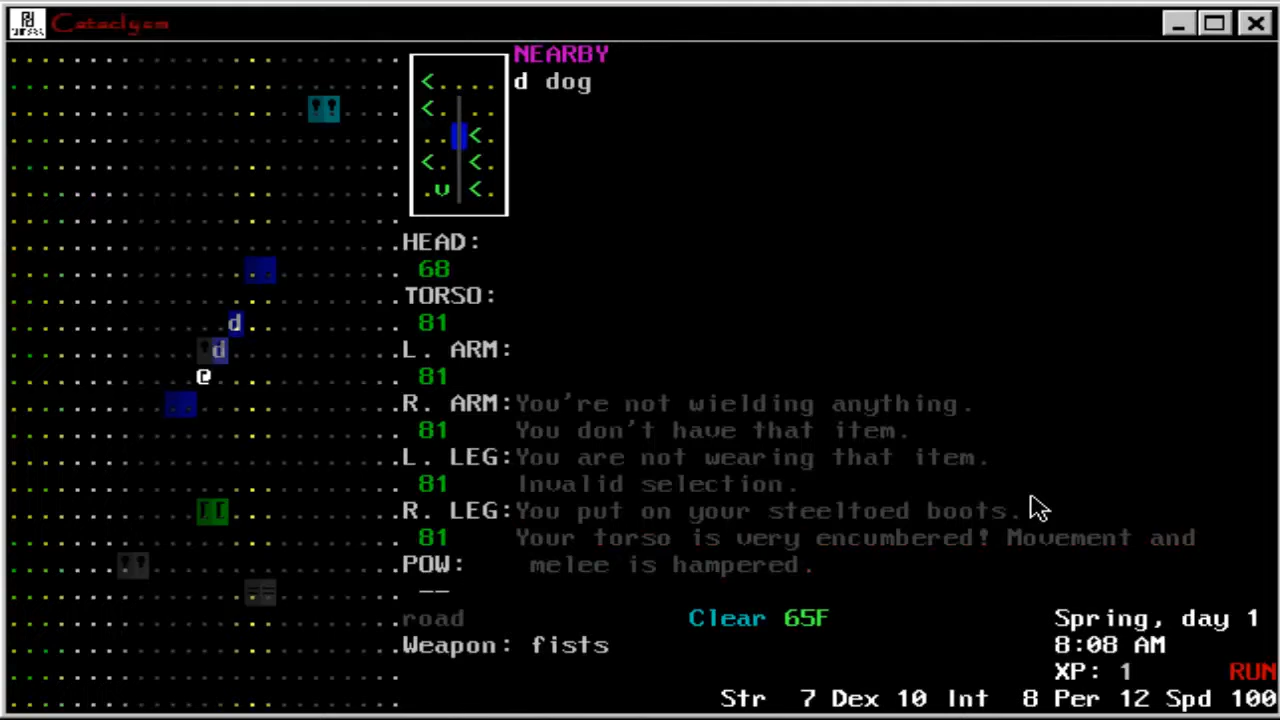 Cataclysm
NEARBY
d dog
HEAD:
68
TORSO:
81
L. ARM:
81
R. ARM:
You're not wielding anything.
81
You don't have that item.
L. LEG:
You are not wearing that item.
81
Invalid selection.
R. LEG:
You put on your steeltoed boots.
81
Your torso is very encumbered! Movement and
melee is hampered.
POW:
--
road
Clear 65F
Spring, day 1
Weapon: fists
8:08 AM
XP: 1
RUN
Str 7 Dex 10 Int 8 Per 12 Spd 100